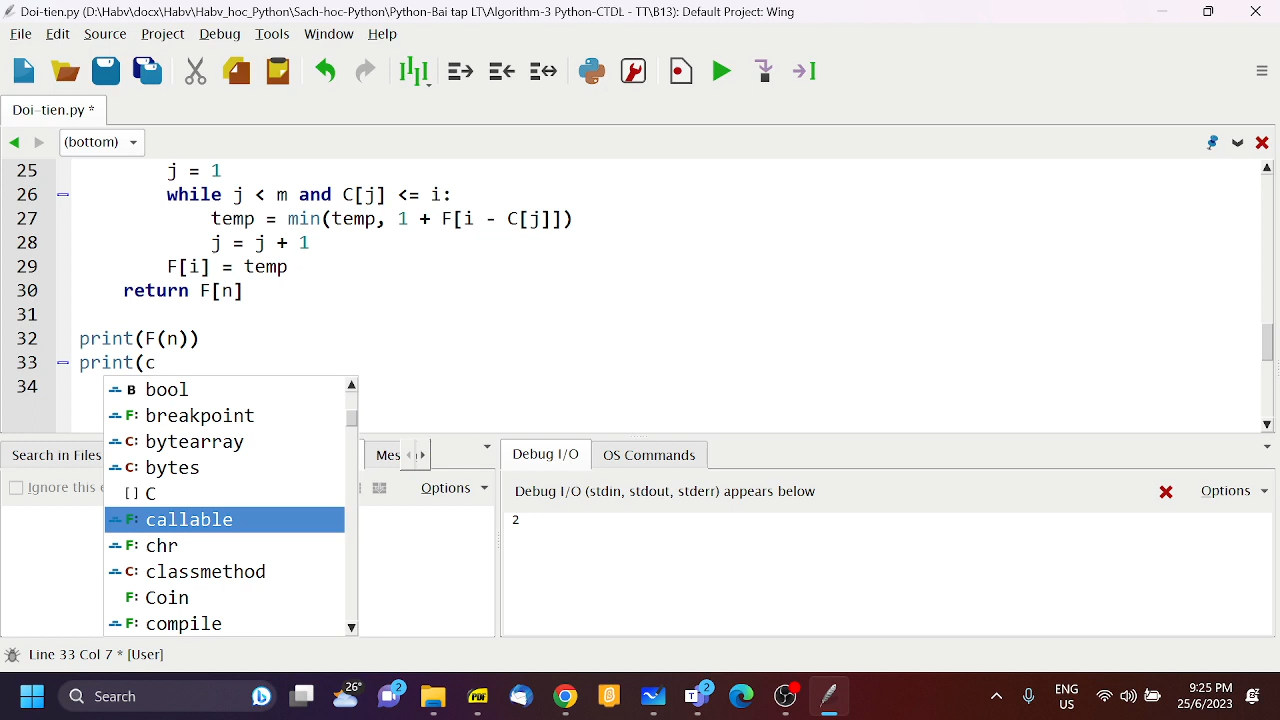 Doi-tien.py (D:\Habv\docx\Habv\Habv_hoc_Python\Sach-hoc-Python\Python-Bai tap LT\Algorithm-3 Python-CTDL - TT\B13): Default Project: Wing
File Edit Source Project Debug Tools Window Help
Doi-tien.py *
(bottom)
25 j = 1
26 while j < m and C[j] <= i:
27 temp = min(temp, 1 + F[i - C[j]])
28 j = j + 1
29 F[i] = temp
30 return F[n]
31
32 print(F(n))
33 print(c
34
B bool
F: breakpoint
C: bytearray
C: bytes
[] C
F: callable
F: chr
C: classmethod
F: Coin
F: compile
Search in Files
Mes
Ignore this e
Options
Debug I/O OS Commands
Debug I/O (stdin, stdout, stderr) appears below
Options
2
Line 33 Col 7 * [User]
Search
26°
2
PDF
2
ENG
US
9:25 PM
25/6/2023